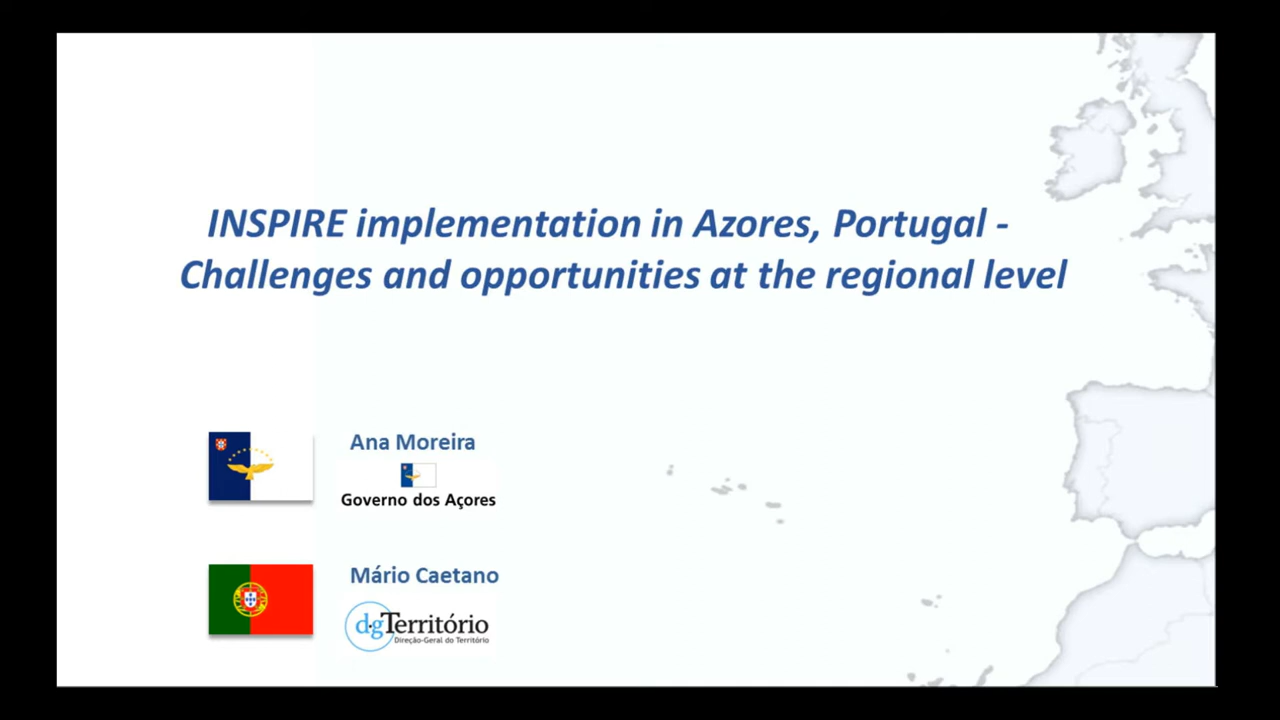 INSPIRE implementation in Azores, Portugal -
Challenges and opportunities at the regional level
Ana Moreira
Governo dos Açores
Mário Caetano
dgTerritório
Direção-Geral do Território